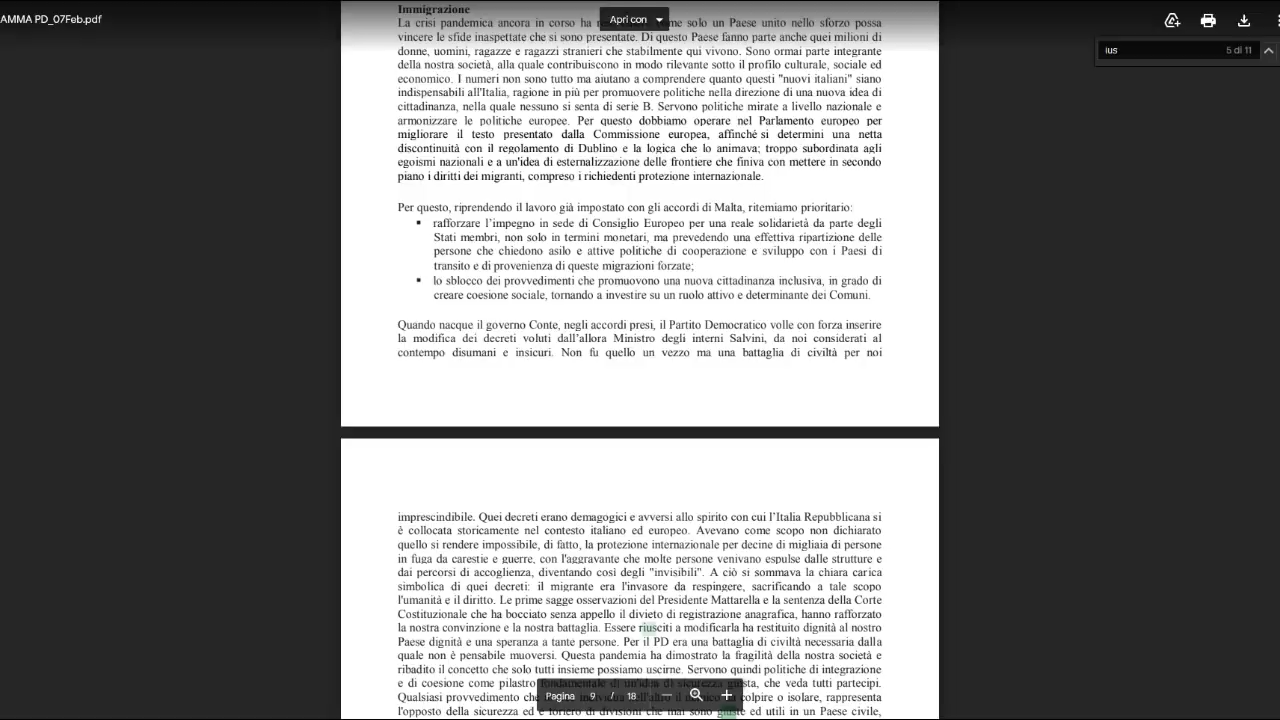 AMMA PD_07Feb.pdf
Apri con
ius
5 di 11
Immigrazione
La crisi pandemica ancora in corso ha come solo un Paese unito nello sforzo possa
vincere le sfide inaspettate che si sono presentate. Di questo Paese fanno parte anche quei milioni di
donne, uomini, ragazze e ragazzi stranieri che stabilmente qui vivono. Sono ormai parte integrante
della nostra società, alla quale contribuiscono in modo rilevante sotto il profilo culturale, sociale ed
economico. I numeri non sono tutto ma aiutano a comprendere quanto questi "nuovi italiani" siano
indispensabili all'Italia, ragione in più per promuovere politiche nella direzione di una nuova idea di
cittadinanza, nella quale nessuno si senta di serie B. Servono politiche mirate a livello nazionale e
armonizzare le politiche europee. Per questo dobbiamo operare nel Parlamento europeo per
migliorare il testo presentato dalla Commissione europea, affinché si determini una netta
discontinuità con il regolamento di Dublino e la logica che lo animava; troppo subordinata agli
egoismi nazionali e a un'idea di esternalizzazione delle frontiere che finiva con mettere in secondo
piano i diritti dei migranti, compreso i richiedenti protezione internazionale.
Per questo, riprendendo il lavoro già impostato con gli accordi di Malta, ritemiamo prioritario:
▪ rafforzare l'impegno in sede di Consiglio Europeo per una reale solidarietà da parte degli
Stati membri, non solo in termini monetari, ma prevedendo una effettiva ripartizione delle
persone che chiedono asilo e attive politiche di cooperazione e sviluppo con i Paesi di
transito e di provenienza di queste migrazioni forzate;
▪ lo sblocco dei provvedimenti che promuovono una nuova cittadinanza inclusiva, in grado di
creare coesione sociale, tornando a investire su un ruolo attivo e determinante dei Comuni.
Quando nacque il governo Conte, negli accordi presi, il Partito Democratico volle con forza inserire
la modifica dei decreti voluti dall'allora Ministro degli interni Salvini, da noi considerati al
contempo disumani e insicuri. Non fu quello un vezzo ma una battaglia di civiltà per noi
imprescindibile. Quei decreti erano demagogici e avversi allo spirito con cui l'Italia Repubblicana si
è collocata storicamente nel contesto italiano ed europeo. Avevano come scopo non dichiarato
quello si rendere impossibile, di fatto, la protezione internazionale per decine di migliaia di persone
in fuga da carestie e guerre, con l'aggravante che molte persone venivano espulse dalle strutture e
dai percorsi di accoglienza, diventando così degli "invisibili". A ciò si sommava la chiara carica
simbolica di quei decreti: il migrante era l'invasore da respingere, sacrificando a tale scopo
l'umanità e il diritto. Le prime sagge osservazioni del Presidente Mattarella e la sentenza della Corte
Costituzionale che ha bocciato senza appello il divieto di registrazione anagrafica, hanno rafforzato
la nostra convinzione e la nostra battaglia. Essere riusciti a modificarla ha restituito dignità al nostro
Paese dignità e una speranza a tante persone. Per il PD era una battaglia di civiltà necessaria dalla
quale non è pensabile muoversi. Questa pandemia ha dimostrato la fragilità della nostra società e
ribadito il concetto che solo tutti insieme possiamo uscirne. Servono quindi politiche di integrazione
e di coesione come pilastro fondamentale di un'idea di sicurezza giusta, che veda tutti partecipi.
Qualsiasi provvedimento che colpire o isolare, rappresenta
l'opposto della sicurezza ed è foriero di divisioni che mai sono giuste ed utili in un Paese civile,
Pagina 9 / 18